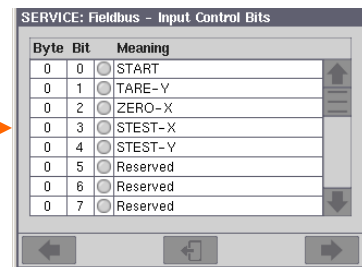 SERVICE: Fieldbus - Input Control Bits
Byte Bit Meaning
0 0 START
0 1 TARE-Y
0 2 ZERO-X
0 3 STEST-X
0 4 STEST-Y
0 5 Reserved
0 6 Reserved
0 7 Reserved